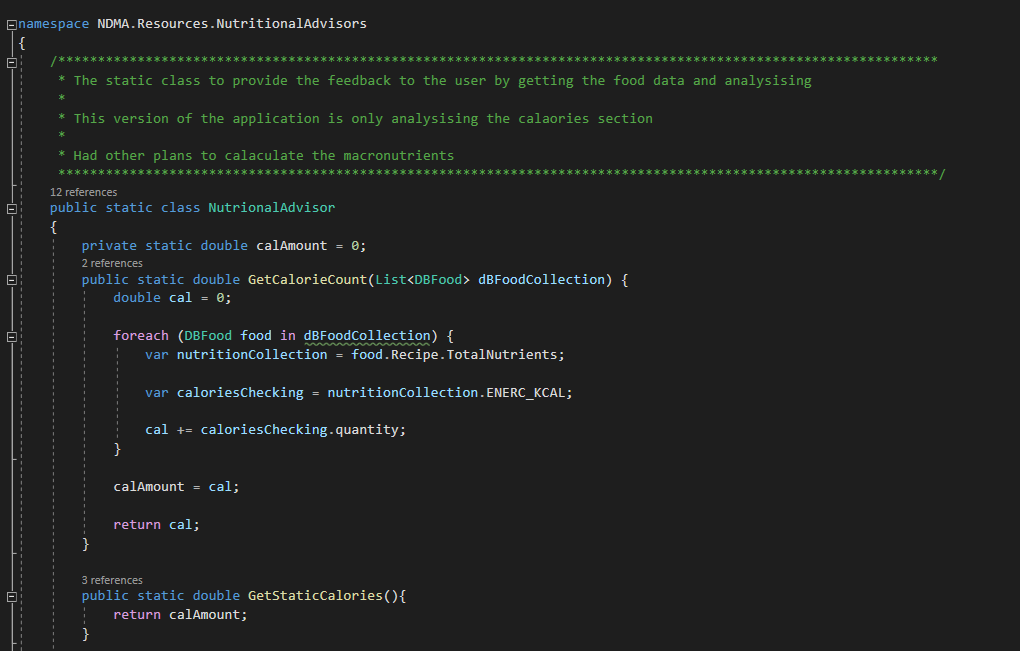 namespace NDMA.Resources.NutritionalAdvisors
{
/***************************************************************************************************************
* The static class to provide the feedback to the user by getting the food data and analysising
*
* This version of the application is only analysising the calaories section
*
* Had other plans to calaculate the macronutrients
***************************************************************************************************************/
12 references
public static class NutrionalAdvisor
{
private static double calAmount = 0;
2 references
public static double GetCalorieCount(List<DBFood> dBFoodCollection) {
double cal = 0;
foreach (DBFood food in dBFoodCollection) {
var nutritionCollection = food.Recipe.TotalNutrients;
var caloriesChecking = nutritionCollection.ENERC_KCAL;
cal += caloriesChecking.quantity;
}
calAmount = cal;
return cal;
}
3 references
public static double GetStaticCalories(){
return calAmount;
}